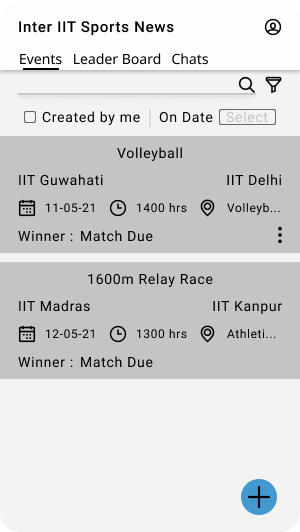 Inter IIT Sports News
Events Leader Board Chats
Created by me On Date Select
Volleyball
IIT Guwahati IIT Delhi
11-05-21 1400 hrs Volleyb...
Winner : Match Due
1600m Relay Race
IIT Madras IIT Kanpur
12-05-21 1300 hrs Athleti...
Winner : Match Due